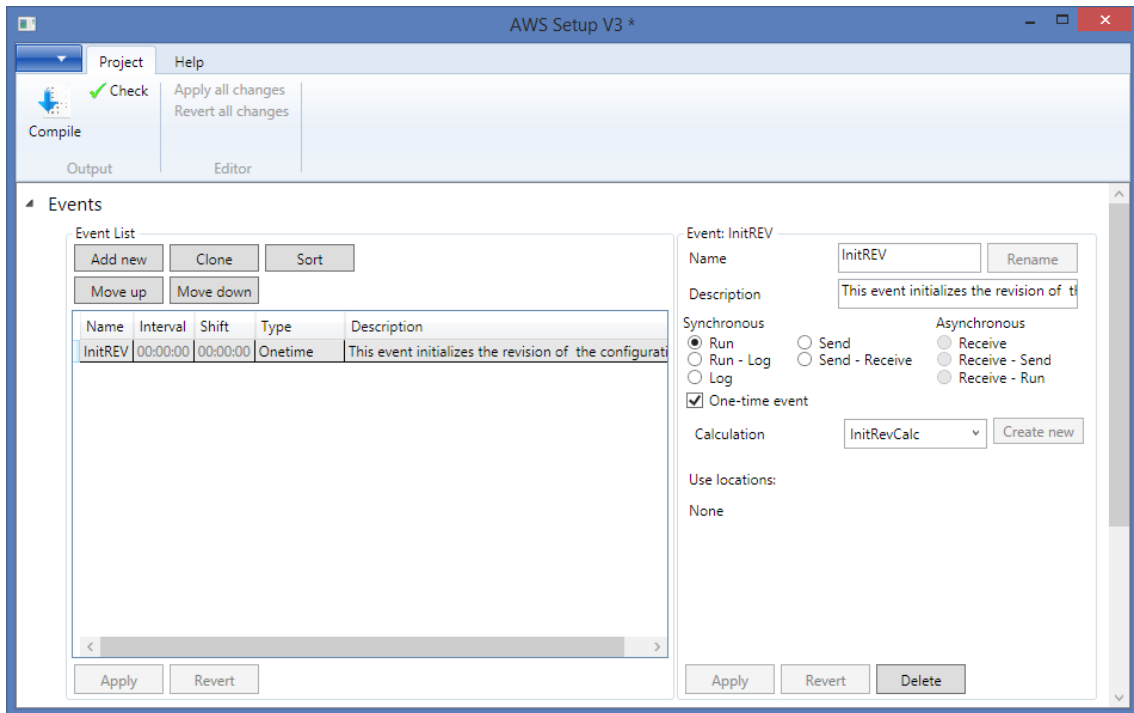 AWS Setup V3 *
Project Help
Compile
Check
Apply all changes
Revert all changes
Output Editor
Events
Event List
Add new Clone Sort
Move up Move down
Name Interval Shift Type Description
InitREV 00:00:00 00:00:00 Onetime This event initializes the revision of the configurati
Apply Revert
Event: InitREV
Name InitREV Rename
Description This event initializes the revision of th
Synchronous Asynchronous
Run Send Receive
Run - Log Send - Receive Receive - Send
Log Receive - Run
One-time event
Calculation InitRevCalc Create new
Use locations:
None
Apply Revert Delete